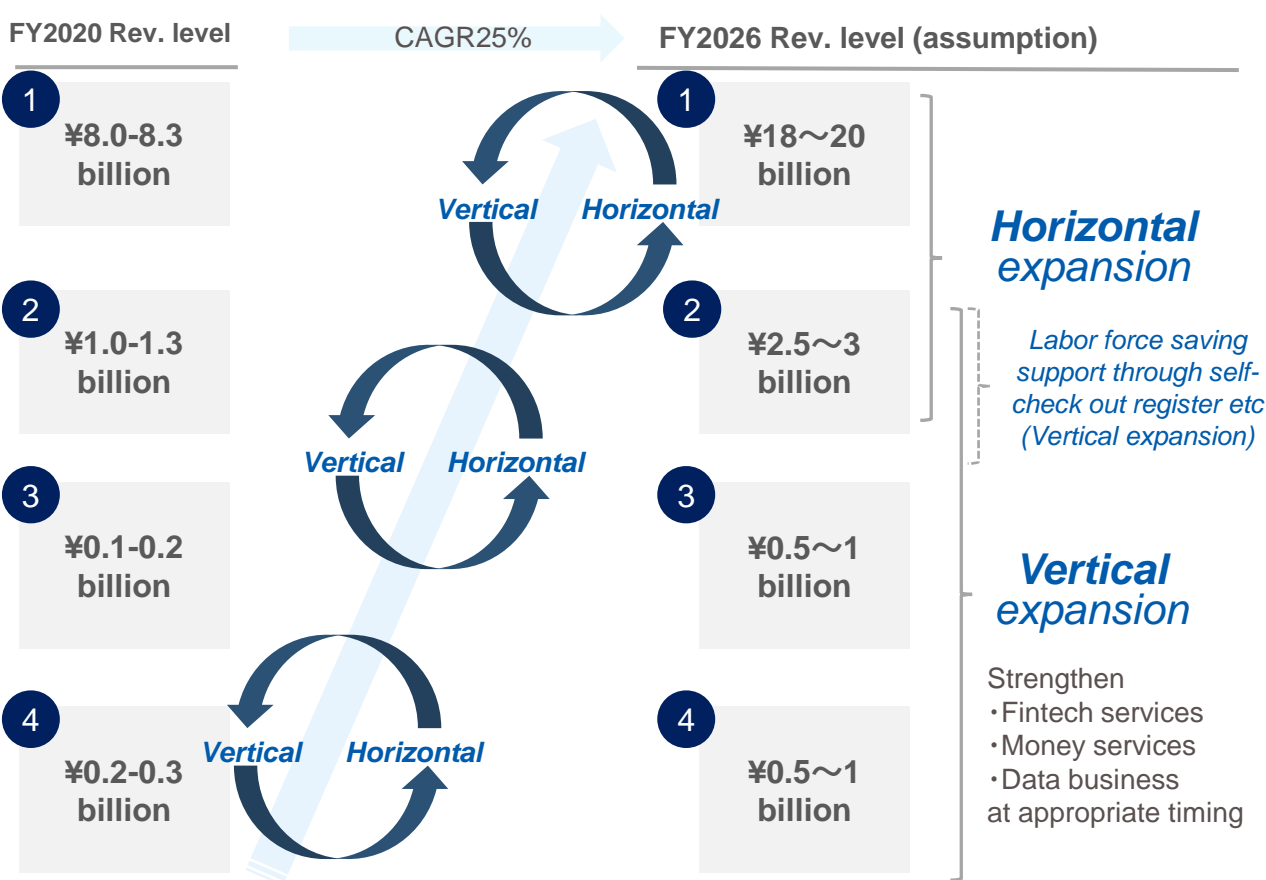 FY2020 Rev. level
CAGR25%
FY2026 Rev. level (assumption)
1
¥8.0-8.3
billion
1
¥18～20
billion
Vertical
Horizontal
Horizontal
expansion
2
¥1.0-1.3
billion
2
¥2.5～3
billion
Labor force saving
support through self-
check out register etc
(Vertical expansion)
Vertical
Horizontal
3
¥0.1-0.2
billion
3
¥0.5～1
billion
Vertical
expansion
4
¥0.2-0.3
billion
Vertical
Horizontal
4
¥0.5～1
billion
Strengthen
・Fintech services
・Money services
・Data business
at appropriate timing